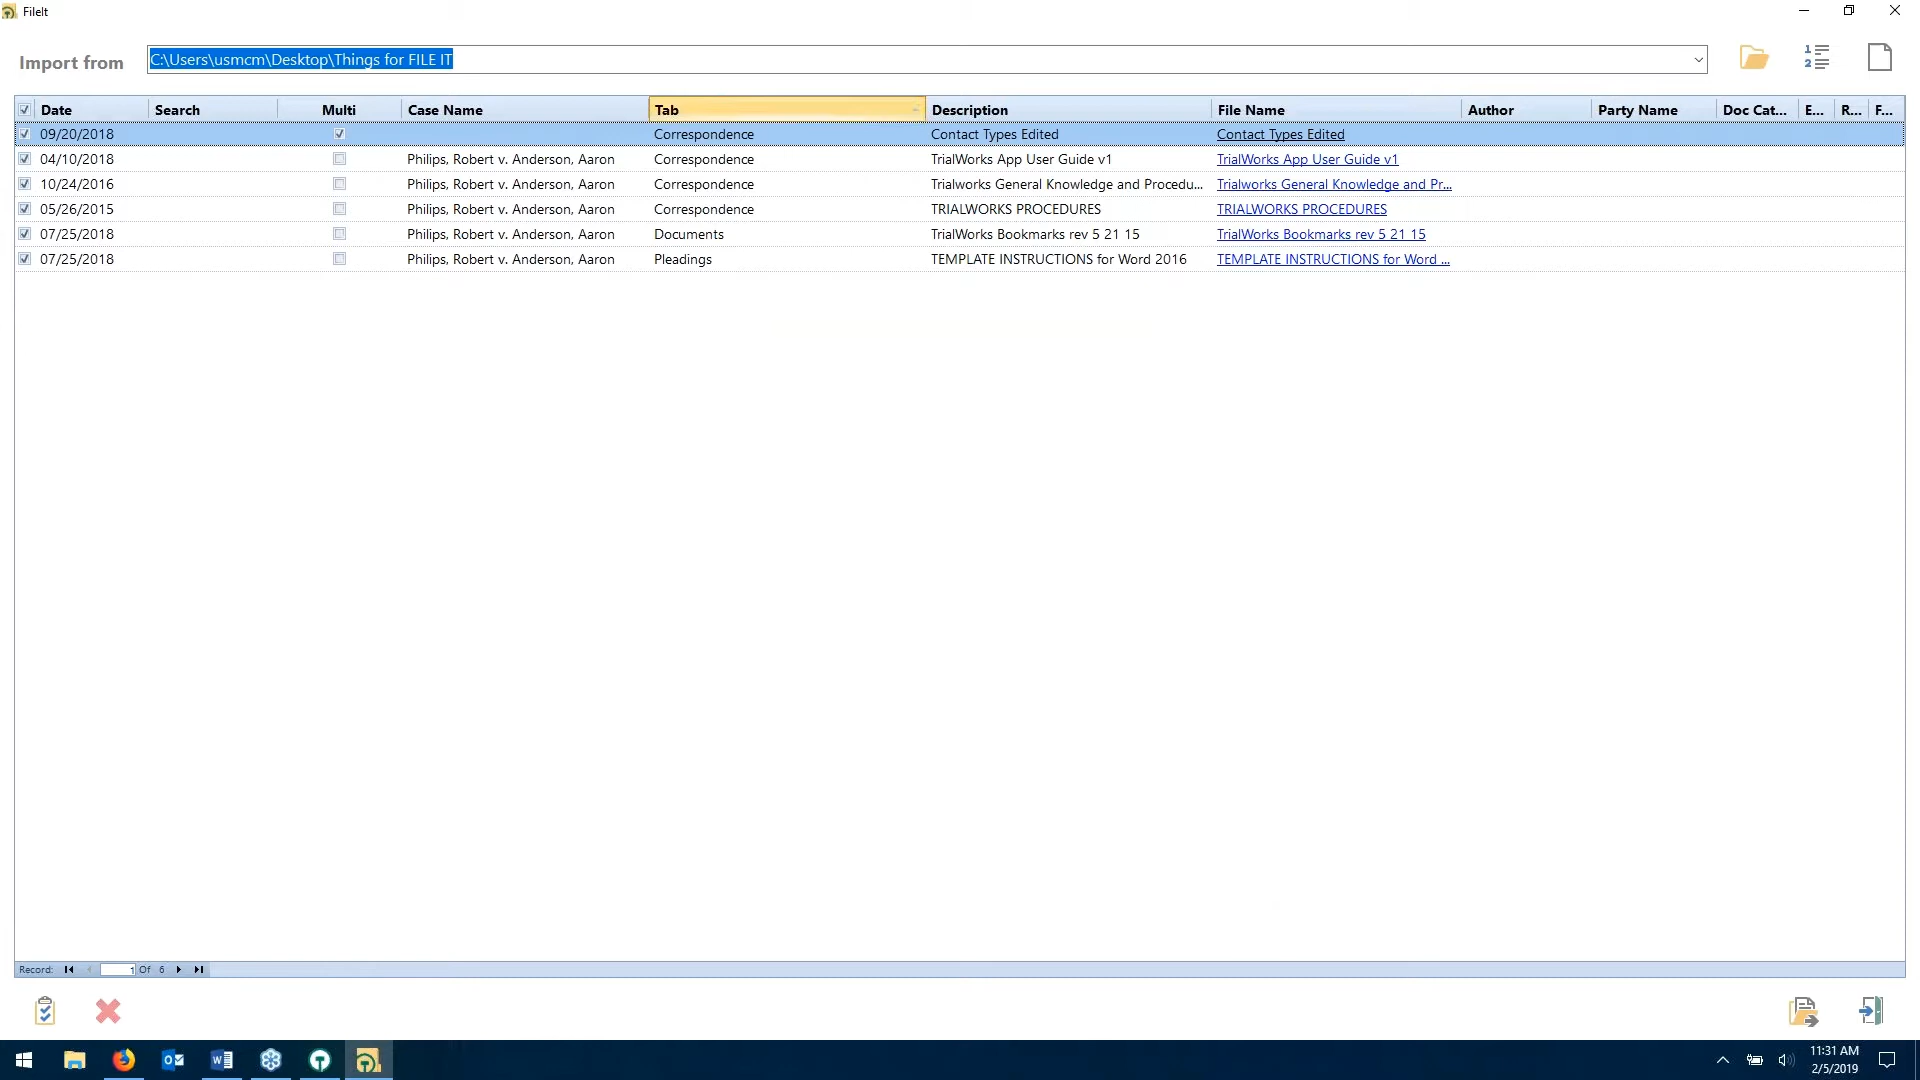 FileIt
Import from C:\Users\usmcm\Desktop\Things for FILE IT
Date Search Multi Case Name Tab Description File Name Author Party Name Doc Cat... E... R... F...
09/20/2018 Correspondence Contact Types Edited Contact Types Edited
04/10/2018 Philips, Robert v. Anderson, Aaron Correspondence TrialWorks App User Guide v1 TrialWorks App User Guide v1
10/24/2016 Philips, Robert v. Anderson, Aaron Correspondence Trialworks General Knowledge and Procedu... Trialworks General Knowledge and Pr...
05/26/2015 Philips, Robert v. Anderson, Aaron Correspondence TRIALWORKS PROCEDURES TRIALWORKS PROCEDURES
07/25/2018 Philips, Robert v. Anderson, Aaron Documents TrialWorks Bookmarks rev 5 21 15 TrialWorks Bookmarks rev 5 21 15
07/25/2018 Philips, Robert v. Anderson, Aaron Pleadings TEMPLATE INSTRUCTIONS for Word 2016 TEMPLATE INSTRUCTIONS for Word ...
Record: 1 Of 6
11:31 AM
2/5/2019